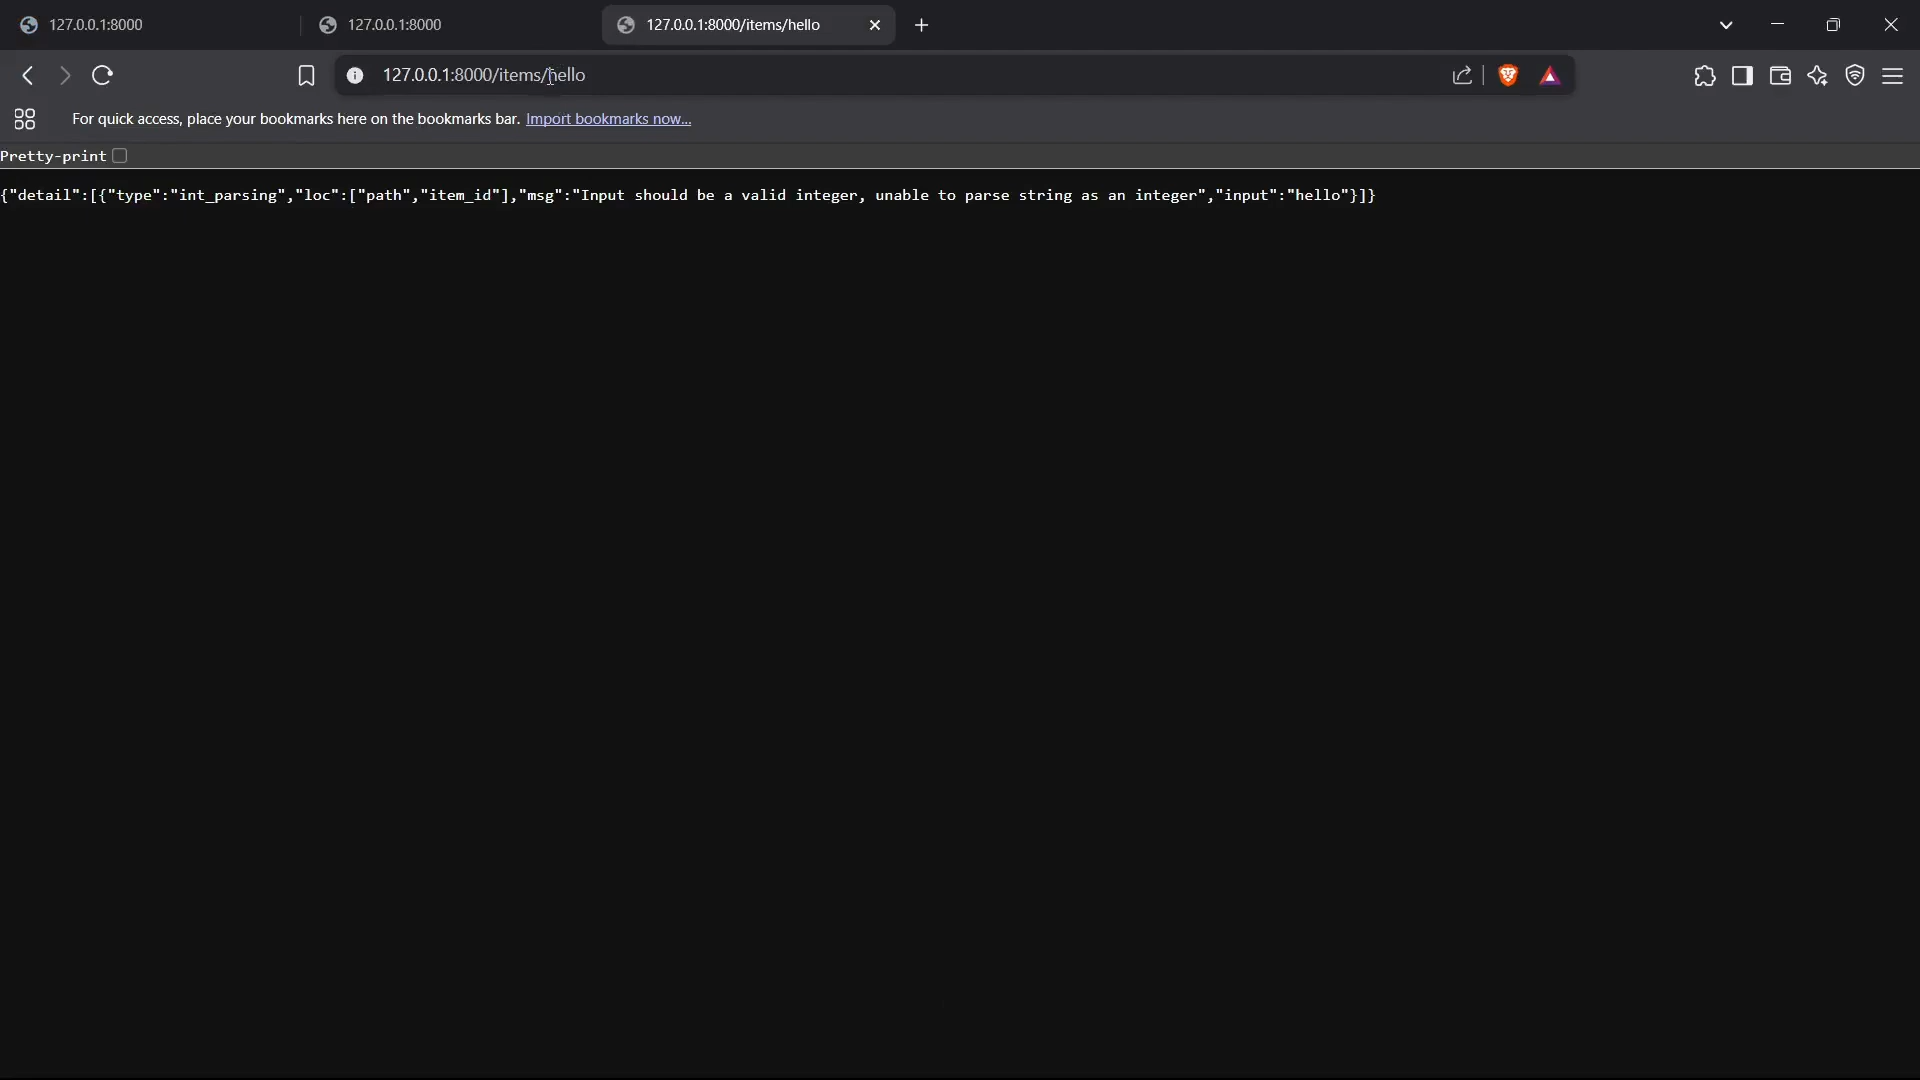 127.0.0.1:8000
127.0.0.1:8000
127.0.0.1:8000/items/hello
127.0.0.1:8000/items/hello
For quick access, place your bookmarks here on the bookmarks bar. Import bookmarks now...
Pretty-print
{"detail":[{"type":"int_parsing","loc":["path","item_id"],"msg":"Input should be a valid integer, unable to parse string as an integer","input":"hello"}]}